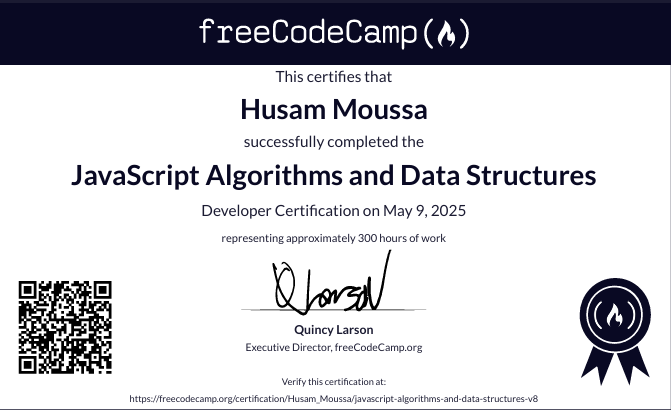 freeCodeCamp
This certifies that
Husam Moussa
successfully completed the
JavaScript Algorithms and Data Structures
Developer Certification on May 9, 2025
representing approximately 300 hours of work
Q Larson
Quincy Larson
Executive Director, freeCodeCamp.org
Verify this certification at:
https://freecodecamp.org/certification/Husam_Moussa/javascript-algorithms-and-data-structures-v8